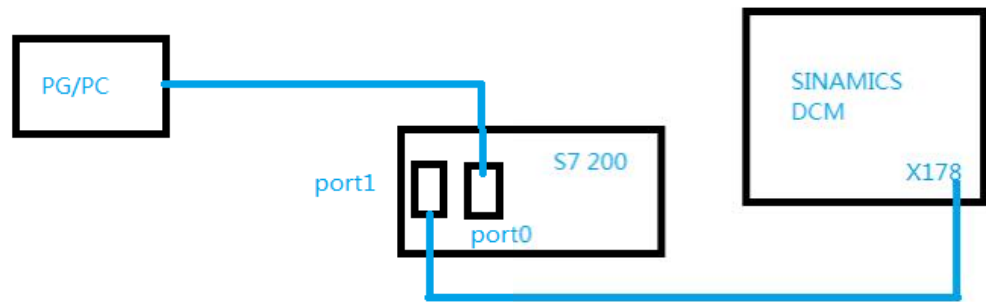 PG/PC
SINAMICS
DCM
S7 200
X178
port1
port0